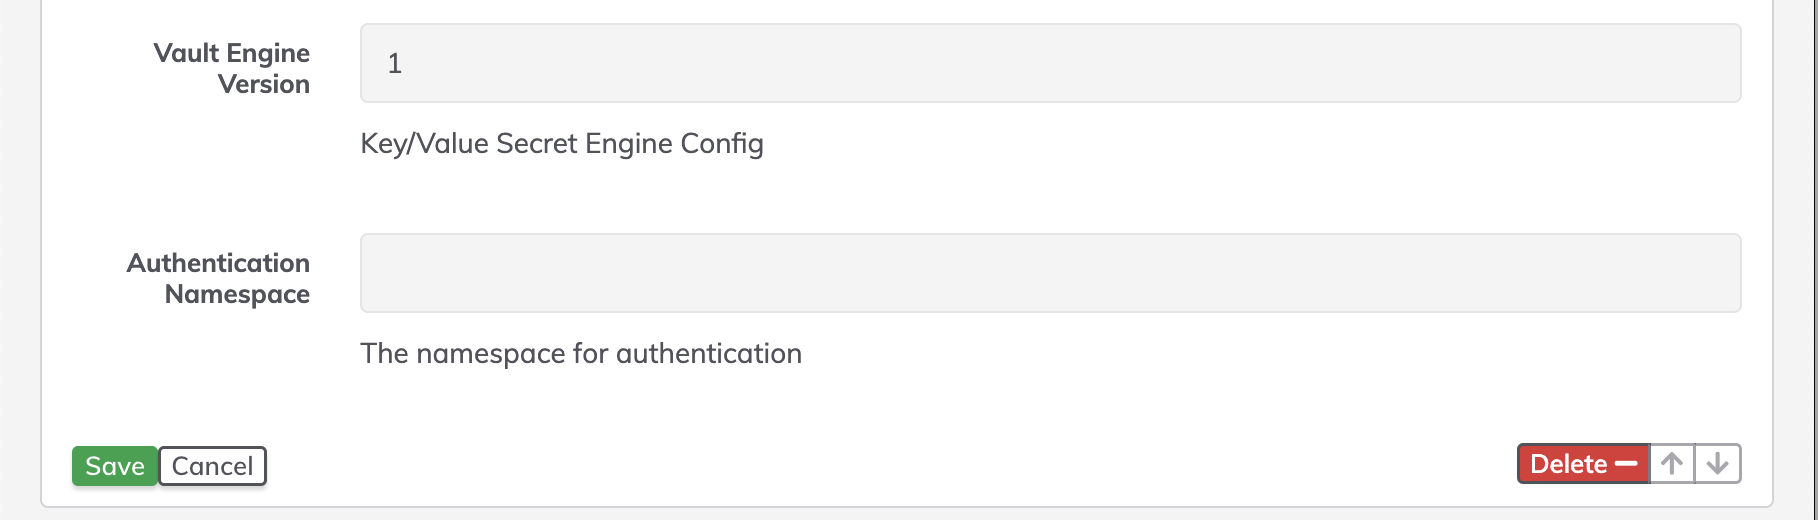 Vault Engine
Version
1
Key/Value Secret Engine Config
Authentication
Namespace
The namespace for authentication
Save Cancel Delete